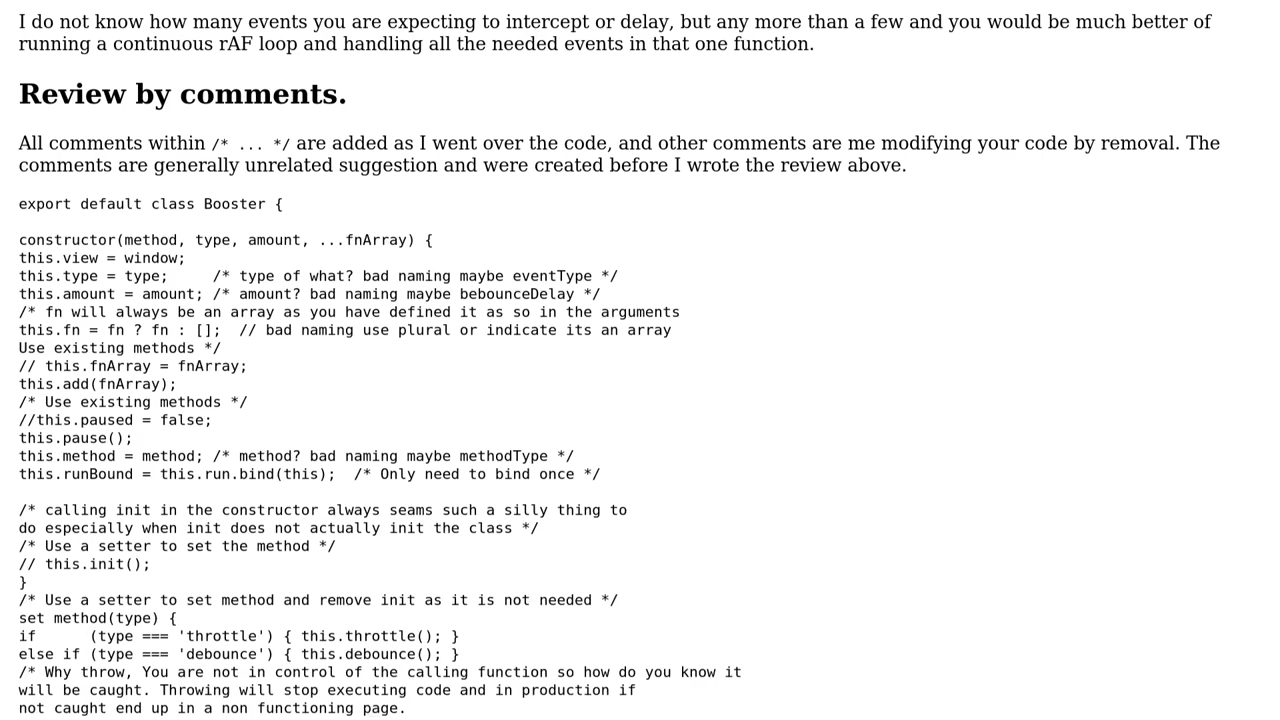 I do not know how many events you are expecting to intercept or delay, but any more than a few and you would be much better of
running a continuous rAF loop and handling all the needed events in that one function.
Review by comments.
All comments within /* ... */ are added as I went over the code, and other comments are me modifying your code by removal. The
comments are generally unrelated suggestion and were created before I wrote the review above.
export default class Booster {
constructor(method, type, amount, ...fnArray) {
this.view = window;
this.type = type;     /* type of what? bad naming maybe eventType */
this.amount = amount; /* amount? bad naming maybe bebounceDelay */
/* fn will always be an array as you have defined it as so in the arguments
this.fn = fn ? fn : [];  // bad naming use plural or indicate its an array
Use existing methods */
// this.fnArray = fnArray;
this.add(fnArray);
/* Use existing methods */
//this.paused = false;
this.pause();
this.method = method; /* method? bad naming maybe methodType */
this.runBound = this.run.bind(this);  /* Only need to bind once */
/* calling init in the constructor always seams such a silly thing to
do especially when init does not actually init the class */
/* Use a setter to set the method */
// this.init();
}
/* Use a setter to set method and remove init as it is not needed */
set method(type) {
if      (type === 'throttle') { this.throttle(); }
else if (type === 'debounce') { this.debounce(); }
/* Why throw, You are not in control of the calling function so how do you know it
will be caught. Throwing will stop executing code and in production if
not caught end up in a non functioning page.